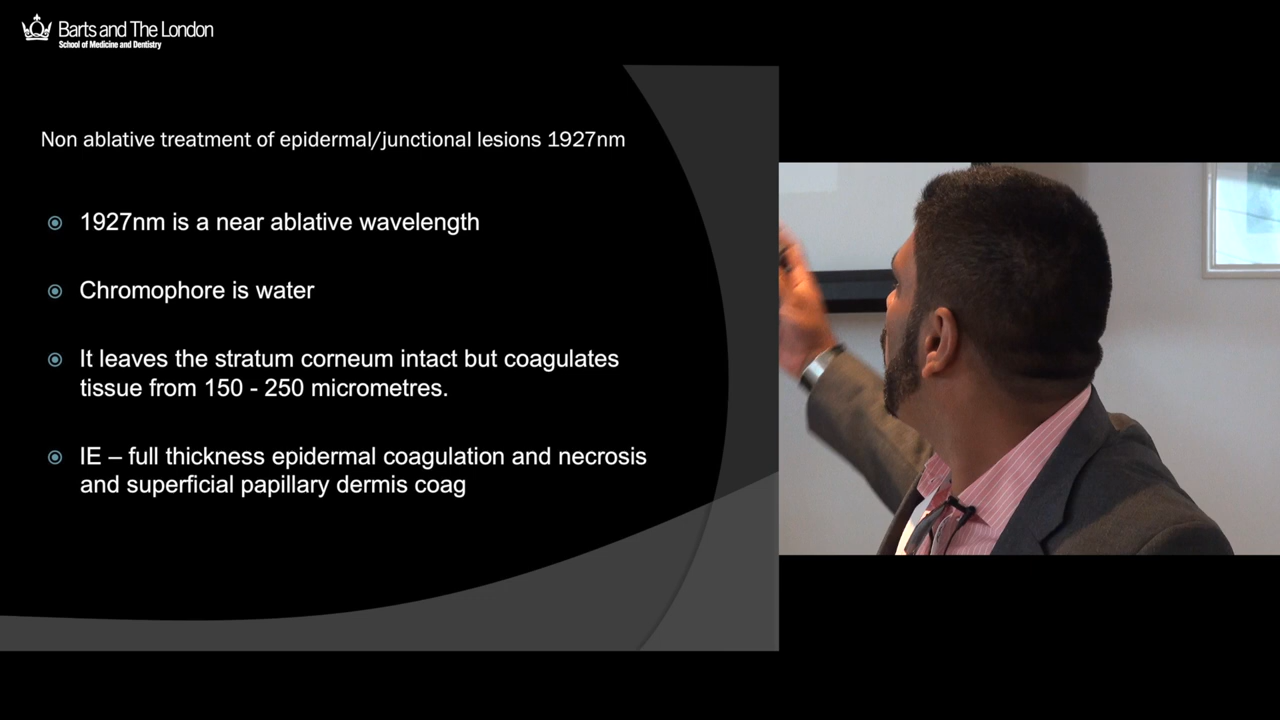 Barts and The London
School of Medicine and Dentistry
Non ablative treatment of epidermal/junctional lesions 1927nm
1927nm is a near ablative wavelength
Chromophore is water
It leaves the stratum corneum intact but coagulates
tissue from 150 - 250 micrometres.
IE – full thickness epidermal coagulation and necrosis
and superficial papillary dermis coag